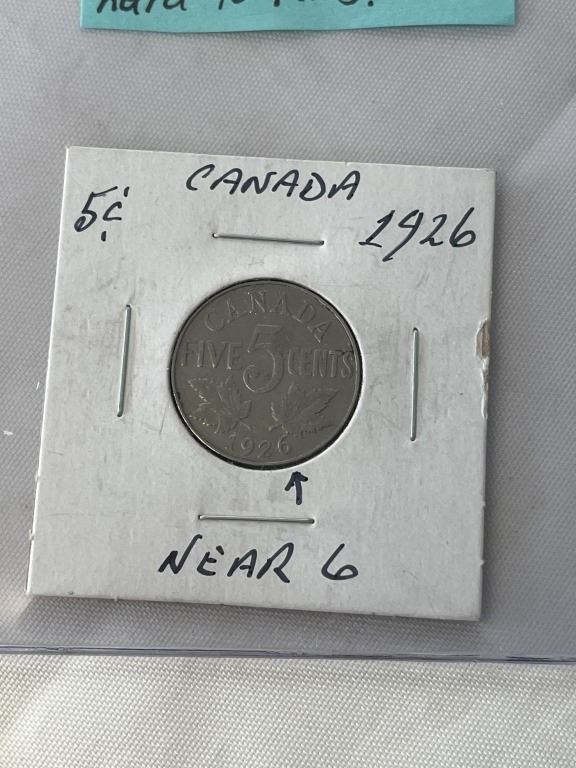 CANADA
5¢ 1926
CANADA
FIVE 5 CENTS
1926
NEAR 6